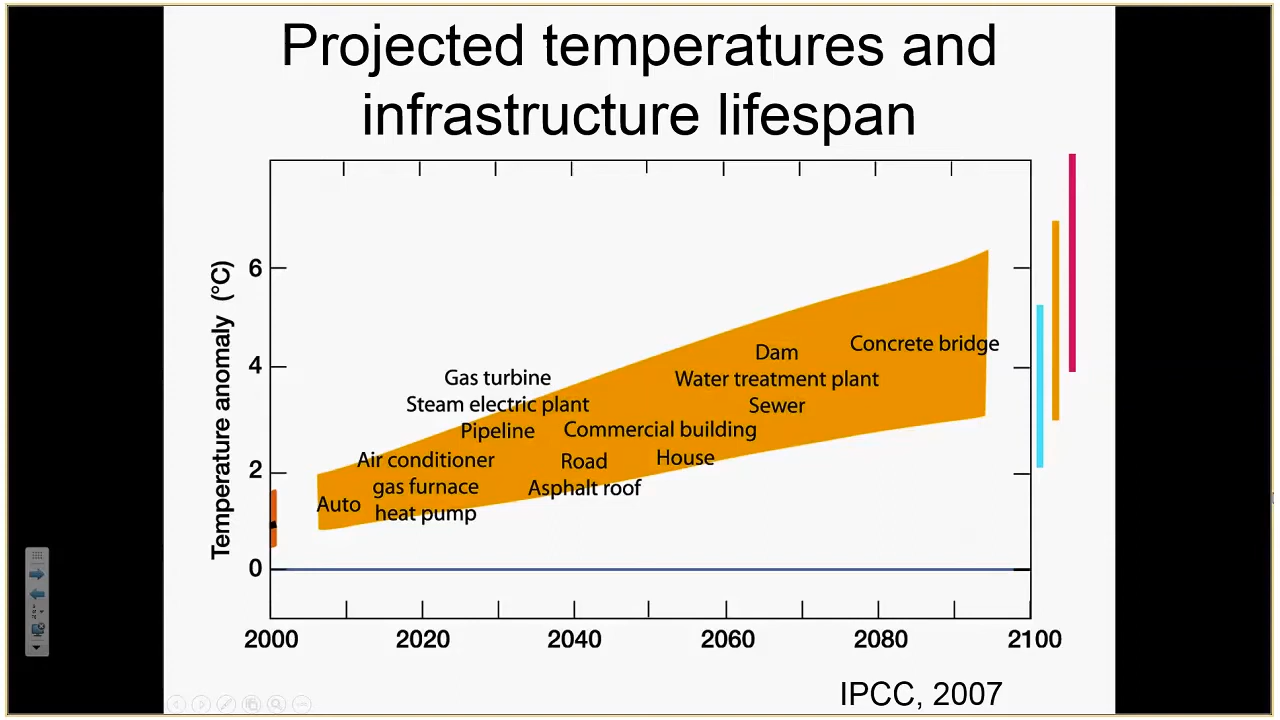 Projected temperatures and
infrastructure lifespan
Temperature anomaly (°C)
6
4
2
0
Gas turbine
Steam electric plant
Pipeline
Air conditioner
gas furnace
heat pump
Auto
Commercial building
Road
Asphalt roof
House
Dam
Water treatment plant
Sewer
Concrete bridge
2000 2020 2040 2060 2080 2100
IPCC, 2007